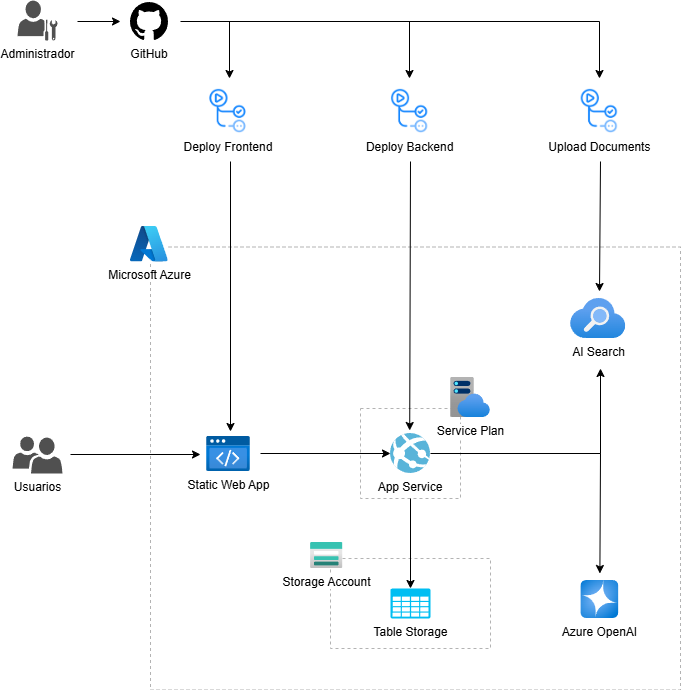 Administrador
GitHub
Deploy Frontend
Deploy Backend
Upload Documents
Microsoft Azure
AI Search
Service Plan
Usuarios
Static Web App
App Service
Storage Account
Table Storage
Azure OpenAI